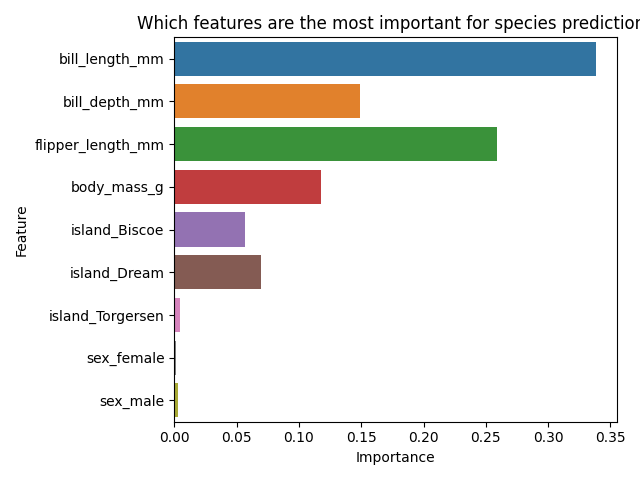 Which features are the most important for species prediction
bill_length_mm
bill_depth_mm
flipper_length_mm
body_mass_g
island_Biscoe
island_Dream
island_Torgersen
sex_female
sex_male
Feature
0.00 0.05 0.10 0.15 0.20 0.25 0.30 0.35
Importance